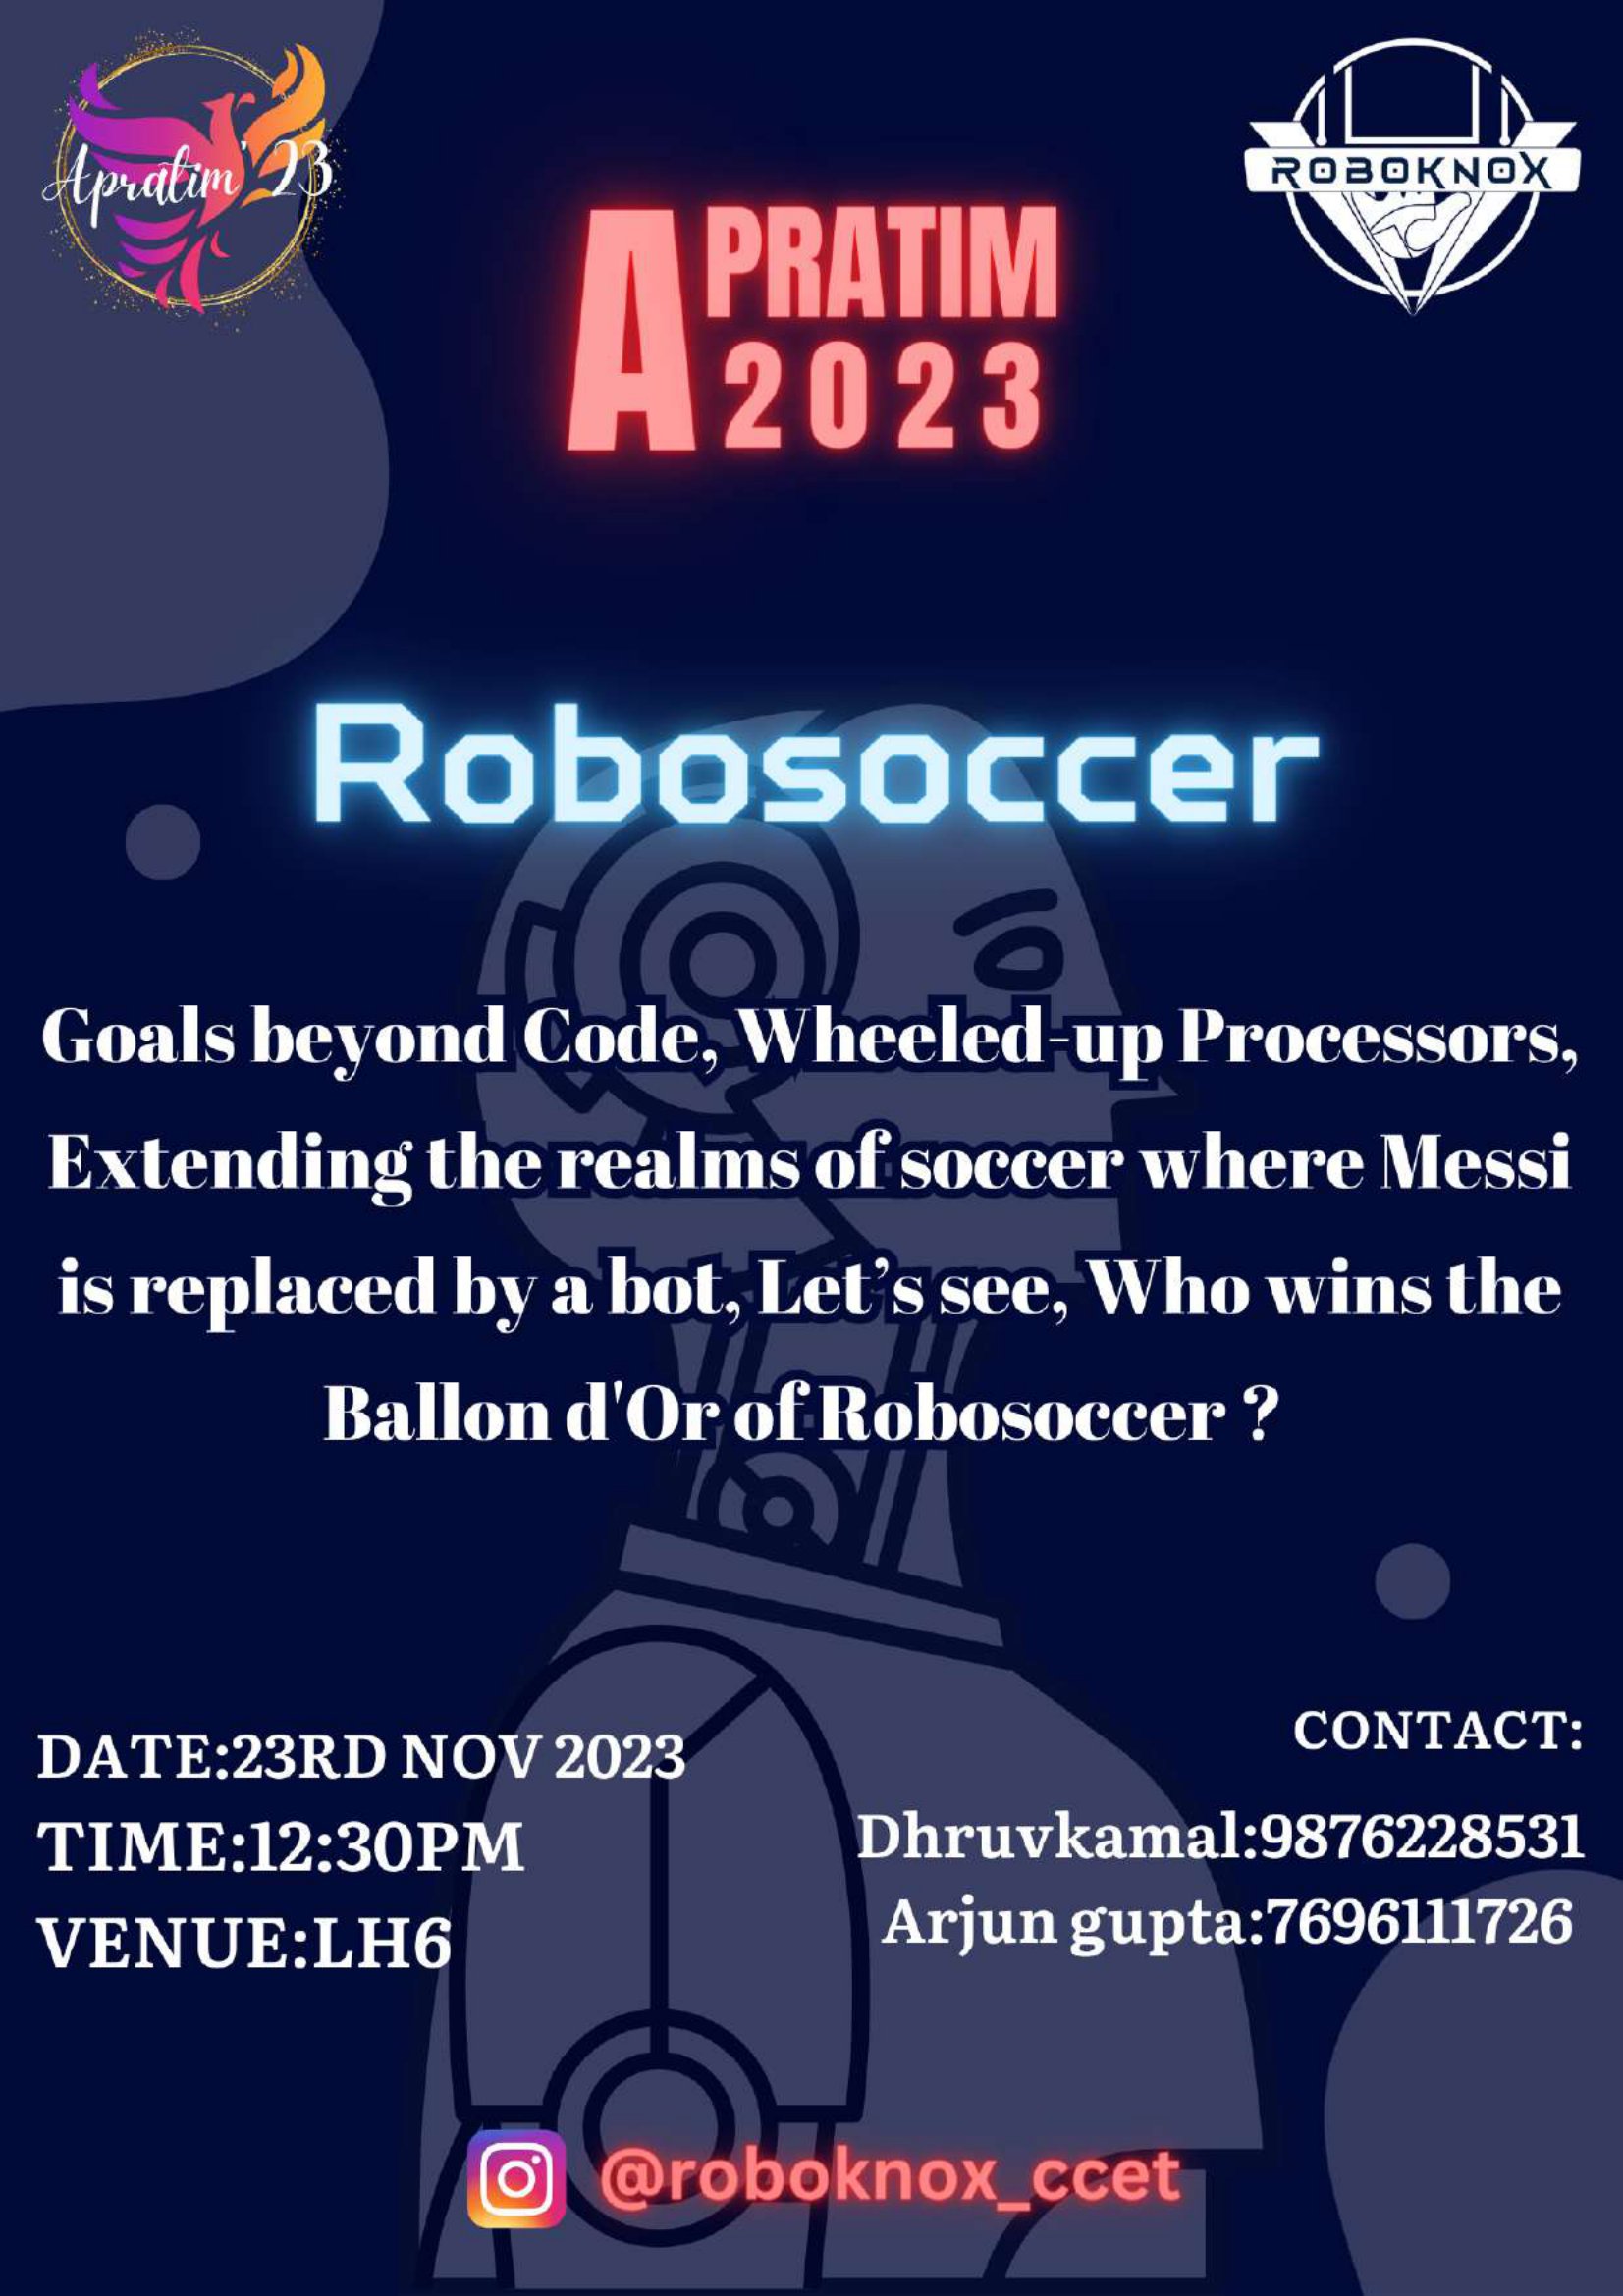 Apratim' 23
ROBOKNOX
APRATIM
2023
Robosoccer
Goals beyond Code, Wheeled-up Processors,
Extending the realms of soccer where Messi
is replaced by a bot, Let’s see, Who wins the
Ballon d'Or of Robosoccer ?
DATE:23RD NOV 2023
TIME:12:30PM
VENUE:LH6
CONTACT:
Dhruvkamal:9876228531
Arjun gupta:7696111726
@roboknox_ccet